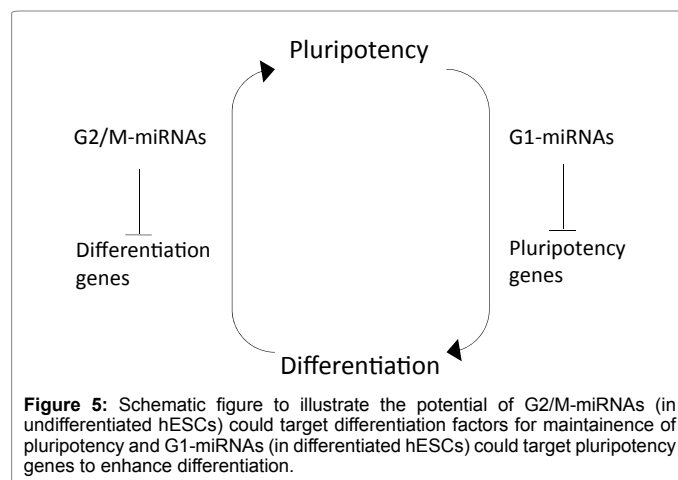 Pluripotency
G2/M-miRNAs
G1-miRNAs
Differentiation
genes
Pluripotency
genes
Differentiation
Figure 5: Schematic figure to illustrate the potential of G2/M-miRNAs (in
undifferentiated hESCs) could target differentiation factors for maintainence of
pluripotency and G1-miRNAs (in differentiated hESCs) could target pluripotency
genes to enhance differentiation.